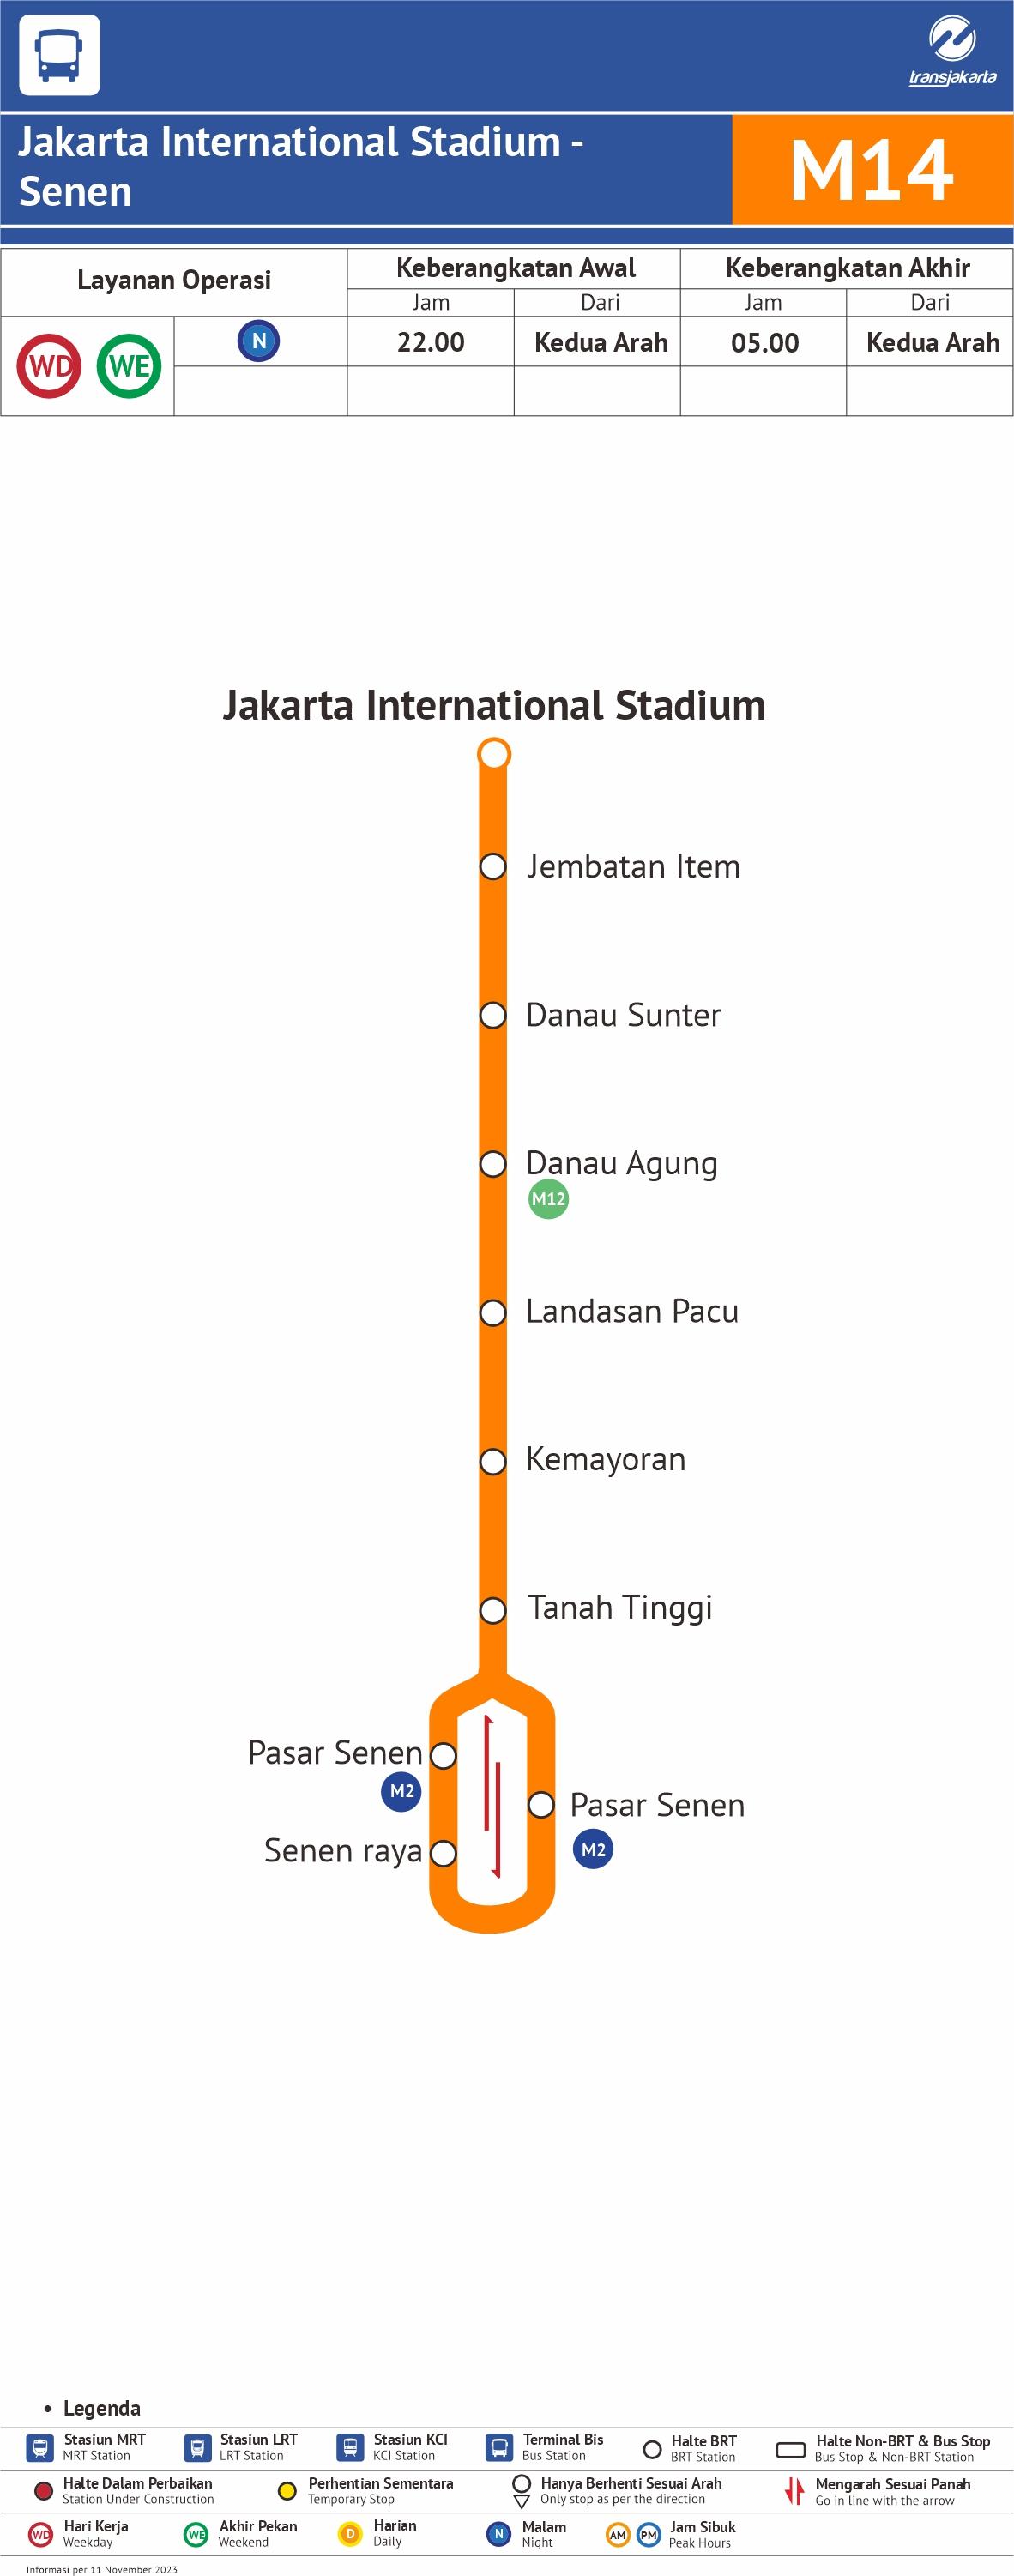 transjakarta
Jakarta International Stadium -
Senen
M14
Layanan Operasi
Keberangkatan Awal
Keberangkatan Akhir
Jam
Dari
Jam
Dari
WD
WE
N
22.00
Kedua Arah
05.00
Kedua Arah
Jakarta International Stadium
Jembatan Item
Danau Sunter
Danau Agung
M12
Landasan Pacu
Kemayoran
Tanah Tinggi
Pasar Senen
M2
Pasar Senen
M2
Senen raya
• Legenda
Stasiun MRT
MRT Station
Stasiun LRT
LRT Station
Stasiun KCI
KCI Station
Terminal Bis
Bus Station
Halte BRT
BRT Station
Halte Non-BRT & Bus Stop
Bus Stop & Non-BRT Station
Halte Dalam Perbaikan
Station Under Construction
Perhentian Sementara
Temporary Stop
Hanya Berhenti Sesuai Arah
Only stop as per the direction
Mengarah Sesuai Panah
Go in line with the arrow
WD
Hari Kerja
Weekday
WE
Akhir Pekan
Weekend
D
Harian
Daily
N
Malam
Night
AM
PM
Jam Sibuk
Peak Hours
Informasi per 11 November 2023